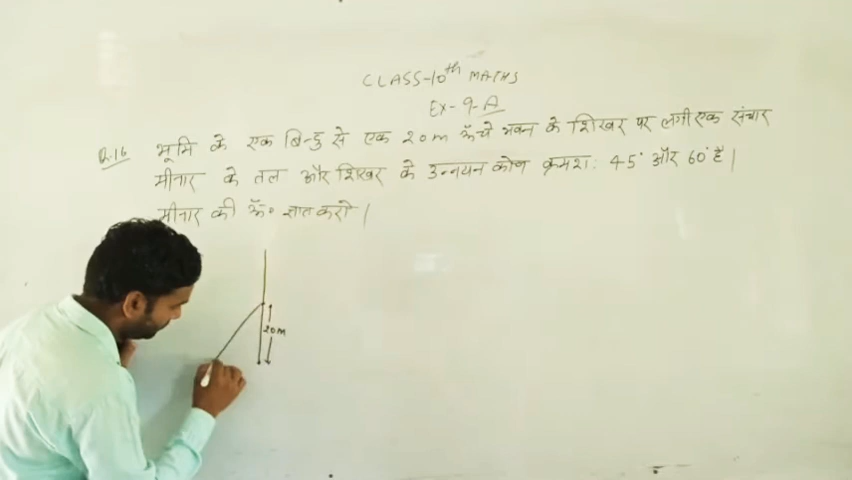 CLASS-10th MATHS
Ex-9-A
Q.16 भूमि के एक बिन्दु से एक 20m ऊँचे भवन के शिखर पर लगी एक संचार
मीनार के तल और शिखर के उन्नयन कोण क्रमश: 45° और 60° है|
मीनार की ऊँ० ज्ञात करो|
20m